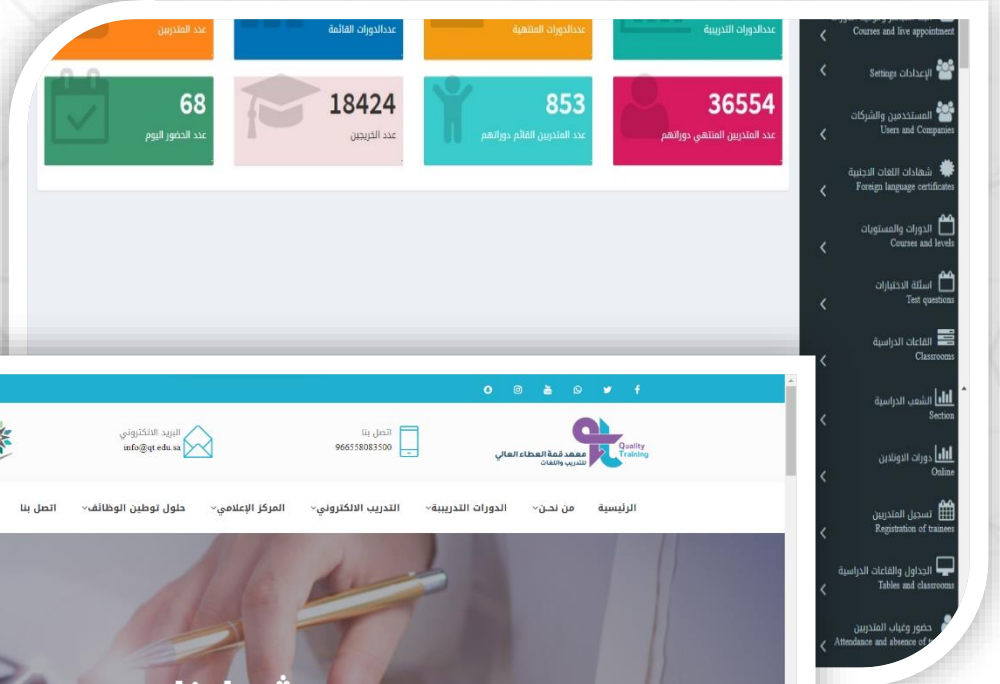 عددالدورات التدريبية
عددالدورات المنتهية
عددالدورات القائمة
عدد المتدربين
36554
عدد المتدربين المنتهي دوراتهم
853
عدد المتدربين القائم دوراتهم
18424
عدد الخريجين
68
عدد الحضور اليوم
Courses and live appointment
الإعدادات Settings
المستخدمين والشركات
Users and Companies
شهادات اللغات الاجنبية
Foreign language certificates
الدورات والمستويات
Courses and levels
اسئلة الاختبارات
Test questions
القاعات الدراسية
Classrooms
الشعب الدراسية
Section
دورات الاونلاين
Online
تسجيل المتدربين
Registration of trainees
الجداول والقاعات الدراسية
Tables and classrooms
حضور وغياب المتدربين
Attendance and absence of
Quality
Training
معهد قمة العطاء العالي
للتدريب واللغات
اتصل بنا
966558083500
البريد الالكتروني
info@qt.edu.sa
الرئيسية
من نحـن
الدورات التدريبية
التدريب الالكتروني
المركز الإعلامي
حلول توطين الوظائف
اتصل بنا